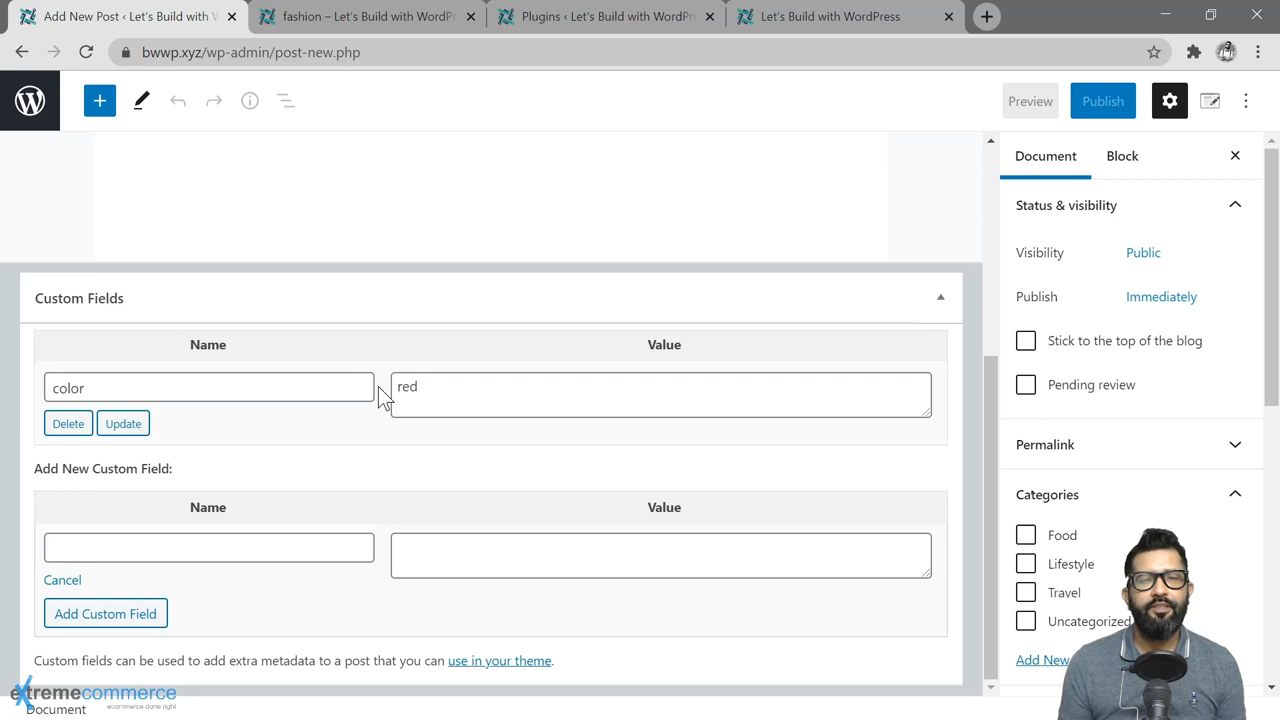 Add New Post ‹ Let's Build with W
fashion – Let's Build with WordPr
Plugins ‹ Let's Build with WordPre
Let's Build with WordPress
bwwp.xyz/wp-admin/post-new.php
Preview
Publish
Document
Block
Status & visibility
Visibility
Public
Publish
Immediately
Stick to the top of the blog
Pending review
Permalink
Categories
Food
Lifestyle
Travel
Uncategorized
Add New
Custom Fields
Name
Value
color
red
Delete
Update
Add New Custom Field:
Name
Value
Cancel
Add Custom Field
Custom fields can be used to add extra metadata to a post that you can use in your theme.
extremecommerce
ecommerce done right
Document